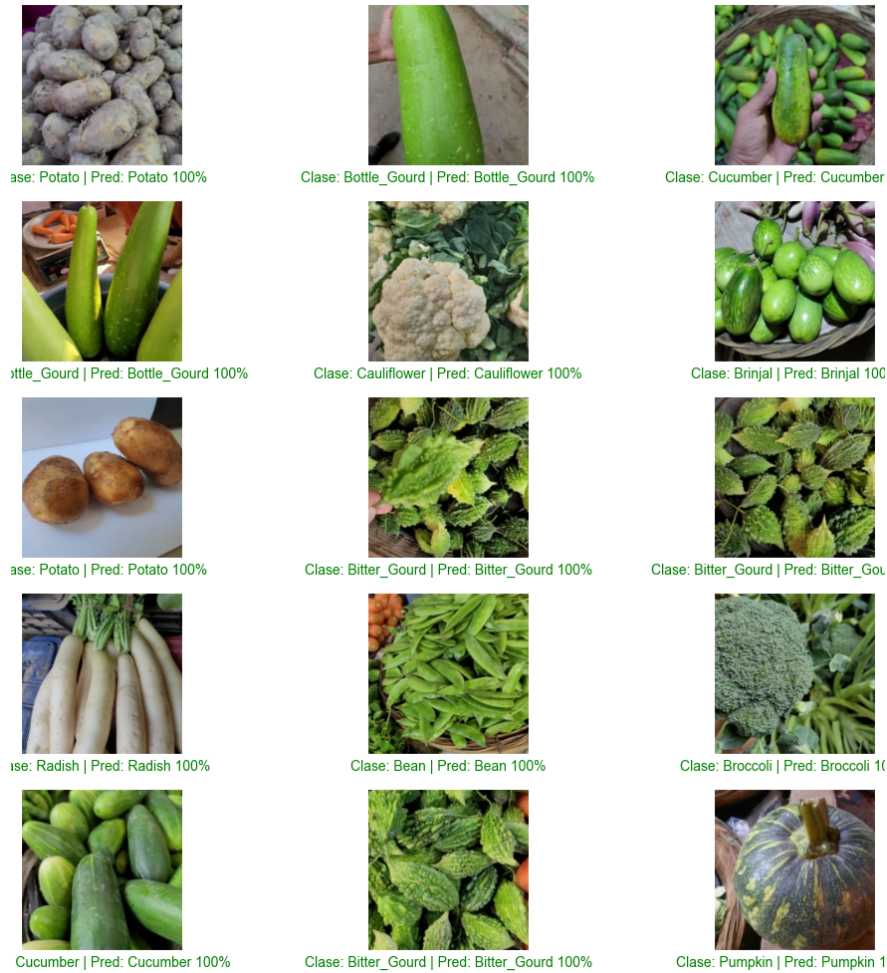 ase: Potato | Pred: Potato 100%
Clase: Bottle_Gourd | Pred: Bottle_Gourd 100%
Clase: Cucumber | Pred: Cucumber
ottle_Gourd | Pred: Bottle_Gourd 100%
Clase: Cauliflower | Pred: Cauliflower 100%
Clase: Brinjal | Pred: Brinjal 100
ase: Potato | Pred: Potato 100%
Clase: Bitter_Gourd | Pred: Bitter_Gourd 100%
Clase: Bitter_Gourd | Pred: Bitter_Gou
ase: Radish | Pred: Radish 100%
Clase: Bean | Pred: Bean 100%
Clase: Broccoli | Pred: Broccoli 10
Cucumber | Pred: Cucumber 100%
Clase: Bitter_Gourd | Pred: Bitter_Gourd 100%
Clase: Pumpkin | Pred: Pumpkin 1